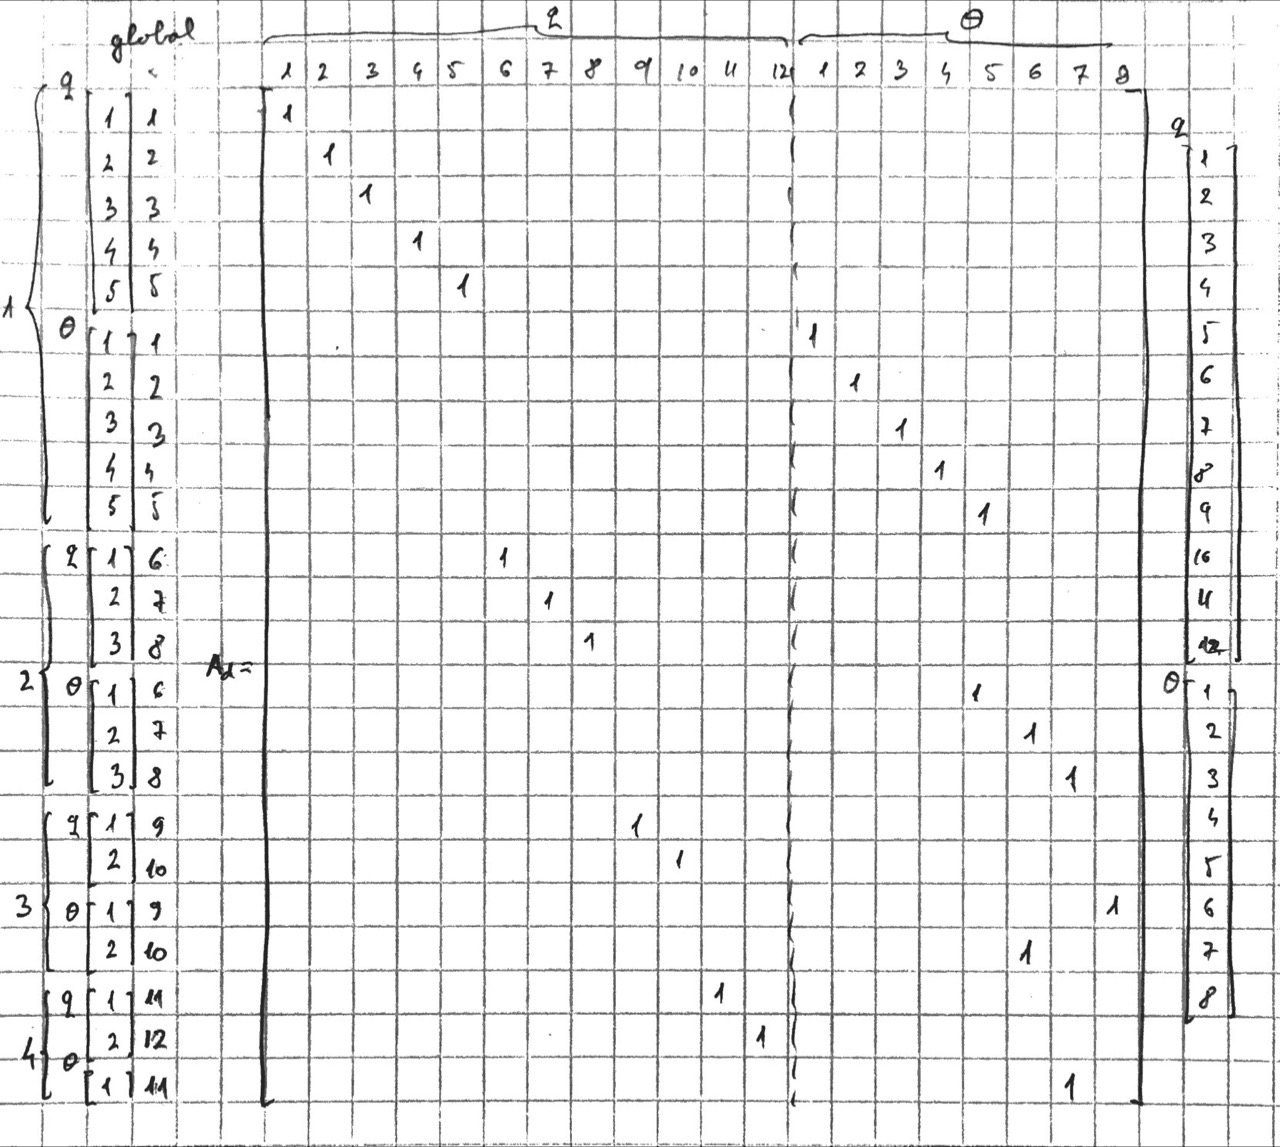 global q θ
1 2 3 4 5 6 7 8 9 10 11 12 1 2 3 4 5 6 7 8
q
1 1 1 q
2 2 1 1
3 3 1 2
4 4 1 3
5 5 1 4
1
θ 1 1 1 5
2 2 1 6
3 3 1 7
4 4 1 8
5 5 1 9
q 1 6 1 10
2 7 1 11
3 8 1 12
2 Ad=
θ 1 6 1 θ 1
2 7 1 2
3 8 1 3
q 1 9 1 4
2 10 1 5
3 θ 1 9 1 6
2 10 1 7
q 1 11 1 8
2 12 1
4 θ
1 11 1